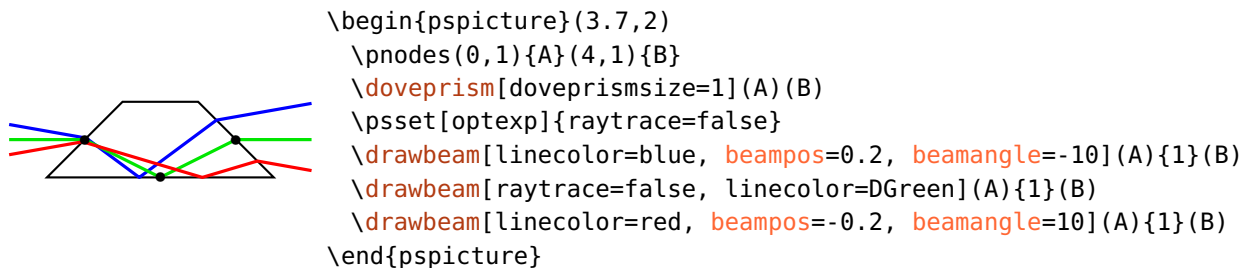 \begin{pspicture}(3.7,2)
  \pnodes(0,1){A}(4,1){B}
  \doveprism[doveprismsize=1](A)(B)
  \psset[optexp]{raytrace=false}
  \drawbeam[linecolor=blue, beampos=0.2, beamangle=-10](A){1}(B)
  \drawbeam[raytrace=false, linecolor=DGreen](A){1}(B)
  \drawbeam[linecolor=red, beampos=-0.2, beamangle=10](A){1}(B)
\end{pspicture}